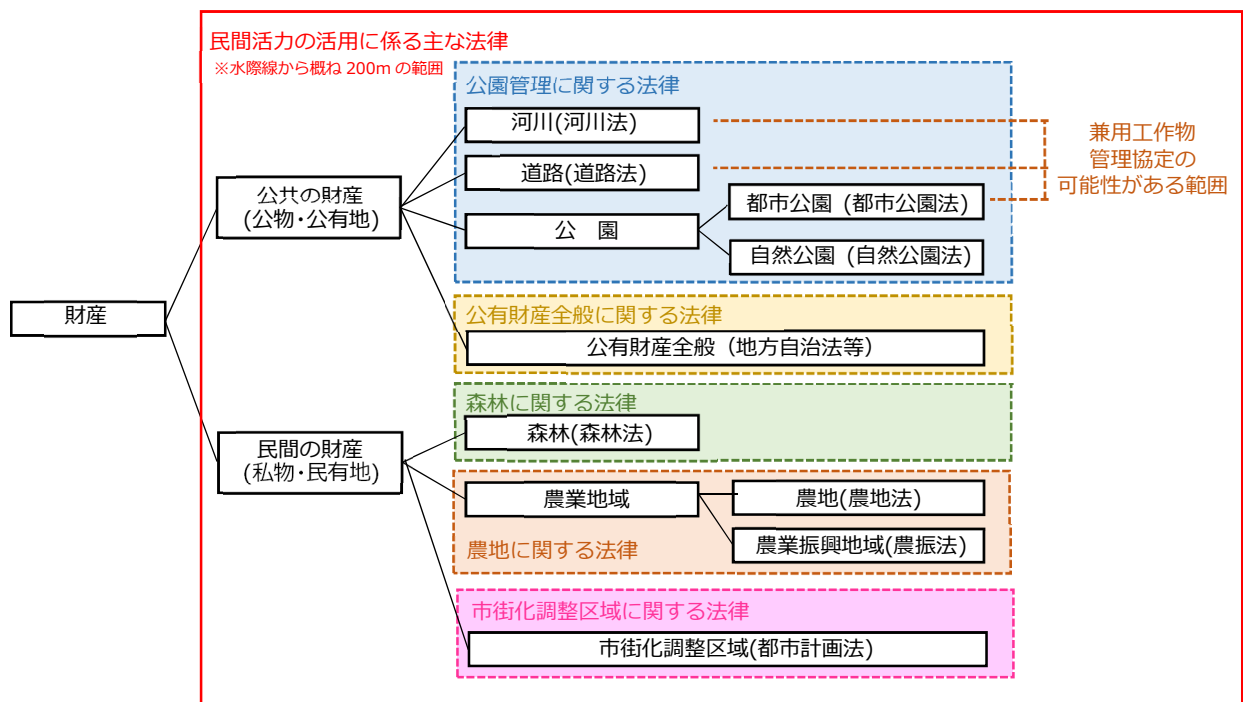 民間活力の活用に係る主な法律
※水際線から概ね 200m の範囲
公園管理に関する法律
河川(河川法)
道路(道路法)
公　園
都市公園 (都市公園法)
自然公園 (自然公園法)
兼用工作物
管理協定の
可能性がある範囲
公共の財産
(公物・公有地)
財産
公有財産全般に関する法律
公有財産全般（地方自治法等）
森林に関する法律
森林(森林法)
民間の財産
(私物・民有地)
農業地域
農地(農地法)
農業振興地域(農振法)
農地に関する法律
市街化調整区域に関する法律
市街化調整区域(都市計画法)